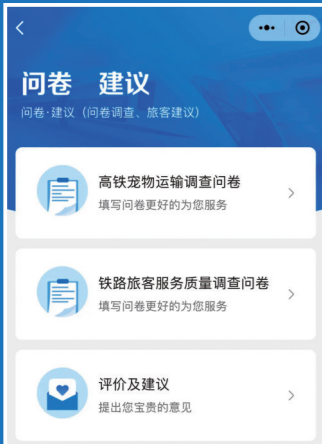 问卷 建议
问卷·建议（问卷调查、旅客建议）
高铁宠物运输调查问卷
填写问卷更好的为您服务
铁路旅客服务质量调查问卷
填写问卷更好的为您服务
评价及建议
提出您宝贵的意见